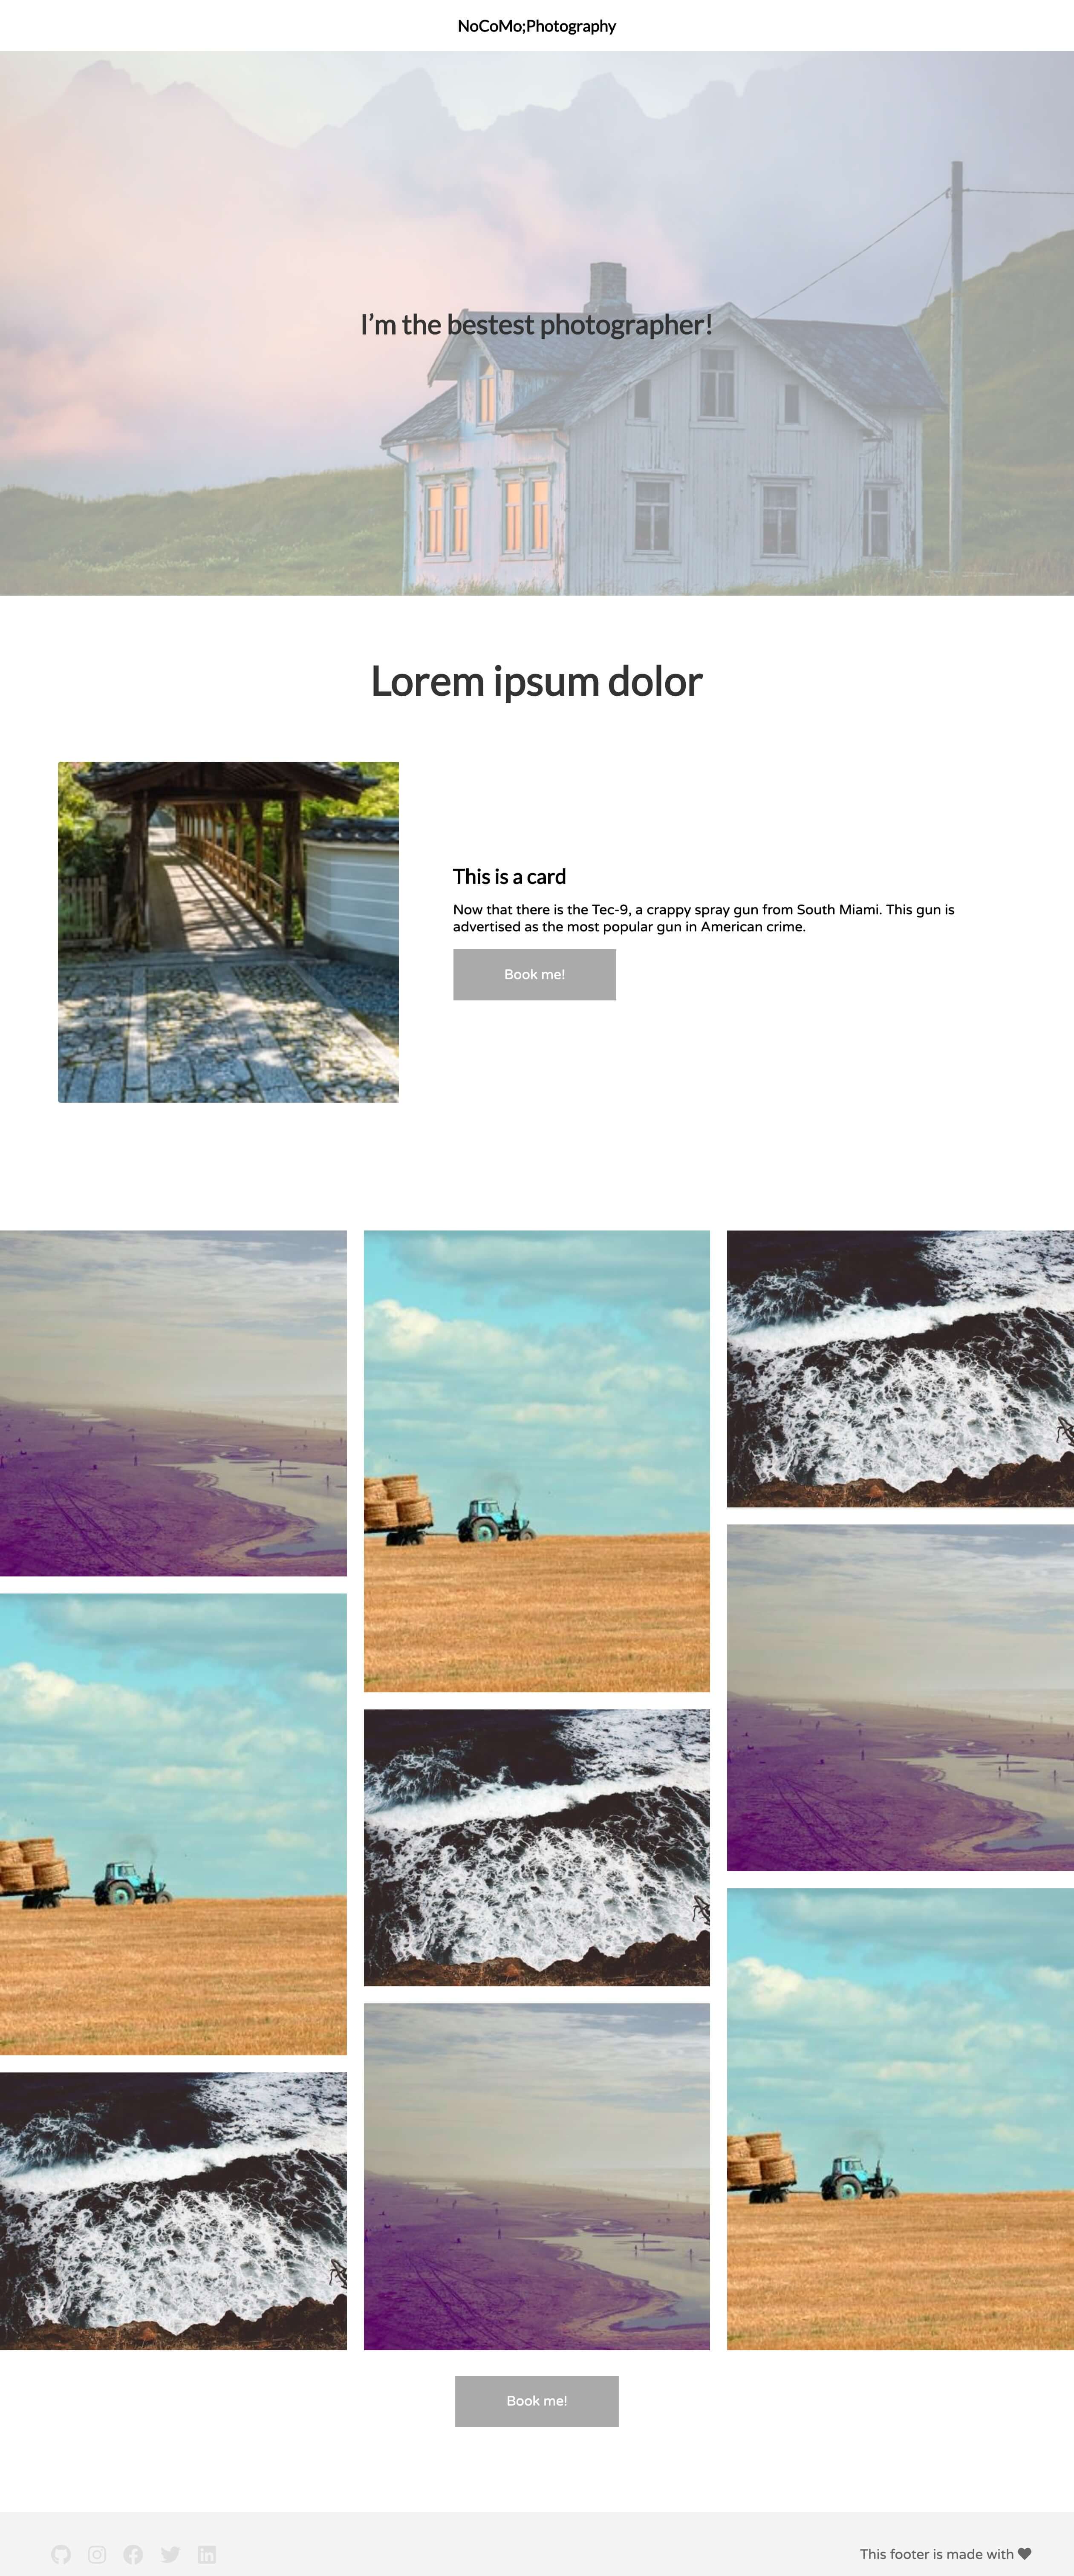 NoCoMo;Photography
I'm the bestest photographer!
Lorem ipsum dolor
This is a card
Now that there is the Tec-9, a crappy spray gun from South Miami. This gun is
advertised as the most popular gun in American crime.
Book me!
Book me!
This footer is made with